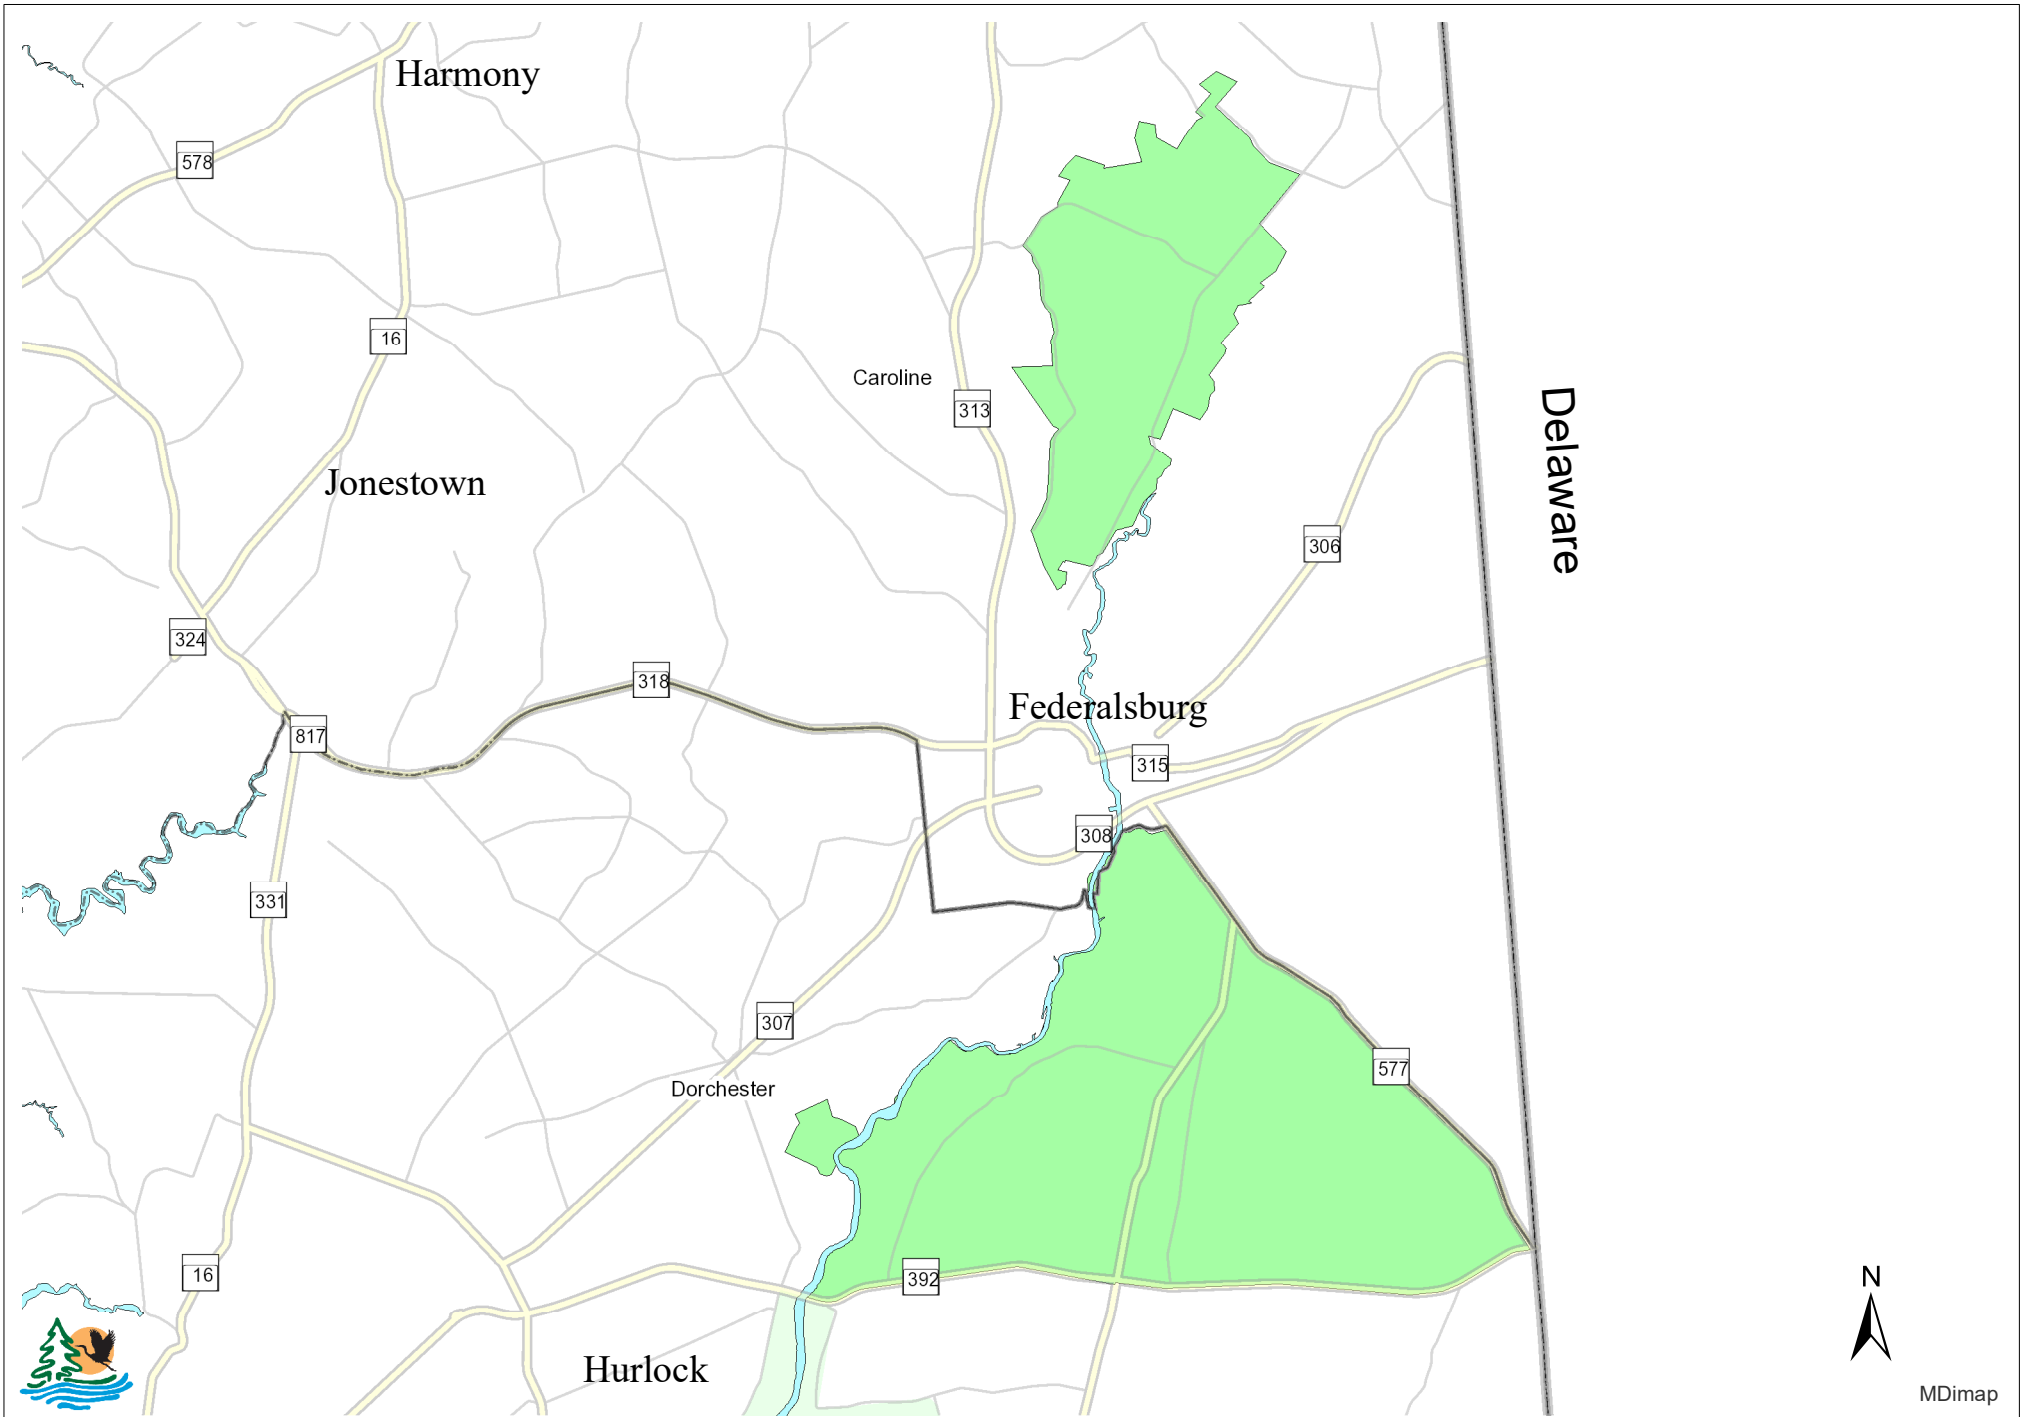 Harmony
578
16
Caroline
313
Delaware
Jonestown
306
324
318
Federalsburg
817
315
308
331
307
577
Dorchester
16
392
N
Hurlock
MDimap